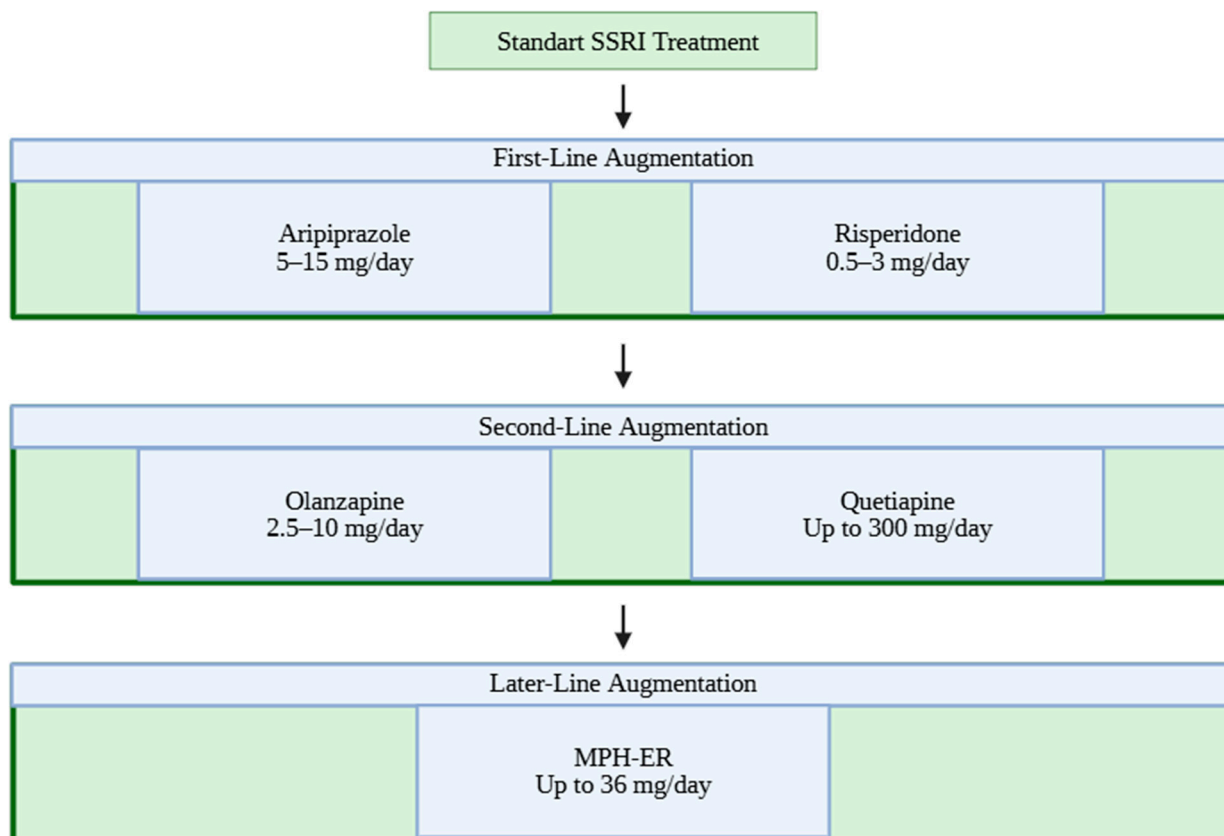 Standart SSRI Treatment
First-Line Augmentation
Aripiprazole
5–15 mg/day
Risperidone
0.5–3 mg/day
Second-Line Augmentation
Olanzapine
2.5–10 mg/day
Quetiapine
Up to 300 mg/day
Later-Line Augmentation
MPH-ER
Up to 36 mg/day